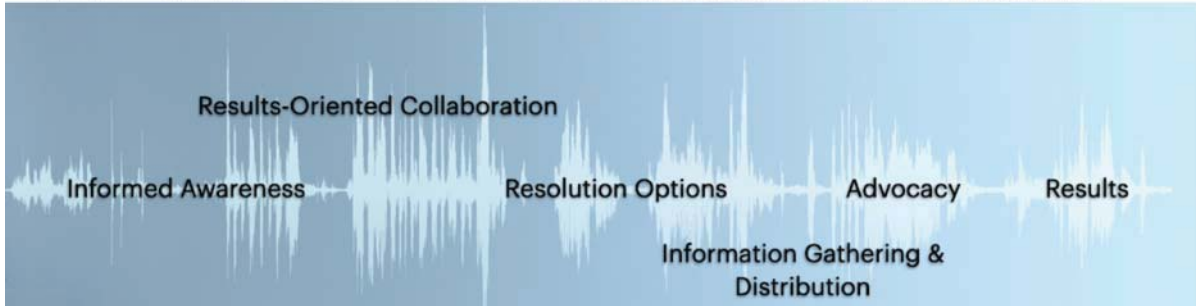 Results-Oriented Collaboration
Informed Awareness
Resolution Options
Advocacy
Results
Information Gathering &
Distribution